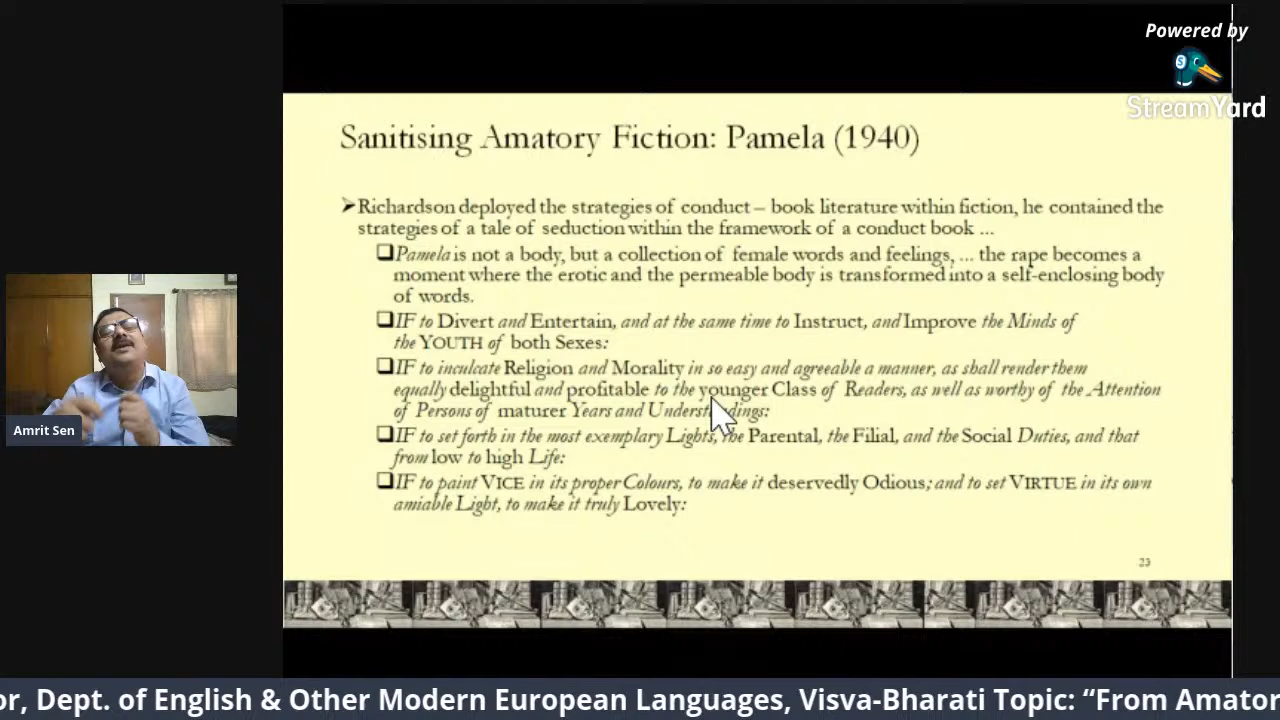 Powered by
StreamYard
Sanitising Amatory Fiction: Pamela (1940)
➤Richardson deployed the strategies of conduct – book literature within fiction, he contained the
strategies of a tale of seduction within the framework of a conduct book ...
❑Pamela is not a body, but a collection of female words and feelings, ... the rape becomes a
moment where the erotic and the permeable body is transformed into a self-enclosing body
of words.
❑IF to Divert and Entertain, and at the same time to Instruct, and Improve the Minds of
the YOUTH of both Sexes:
❑IF to inculcate Religion and Morality in so easy and agreeable a manner, as shall render them
equally delightful and profitable to the younger Class of Readers, as well as worthy of the Attention
of Persons of maturer Years and Understandings:
❑IF to set forth in the most exemplary Lights, the Parental, the Filial, and the Social Duties, and that
from low to high Life:
❑IF to paint VICE in its proper Colours, to make it deservedly Odious; and to set VIRTUE in its own
amiable Light, to make it truly Lovely:
23
Amrit Sen
or, Dept. of English & Other Modern European Languages, Visva-Bharati Topic: “From Amator